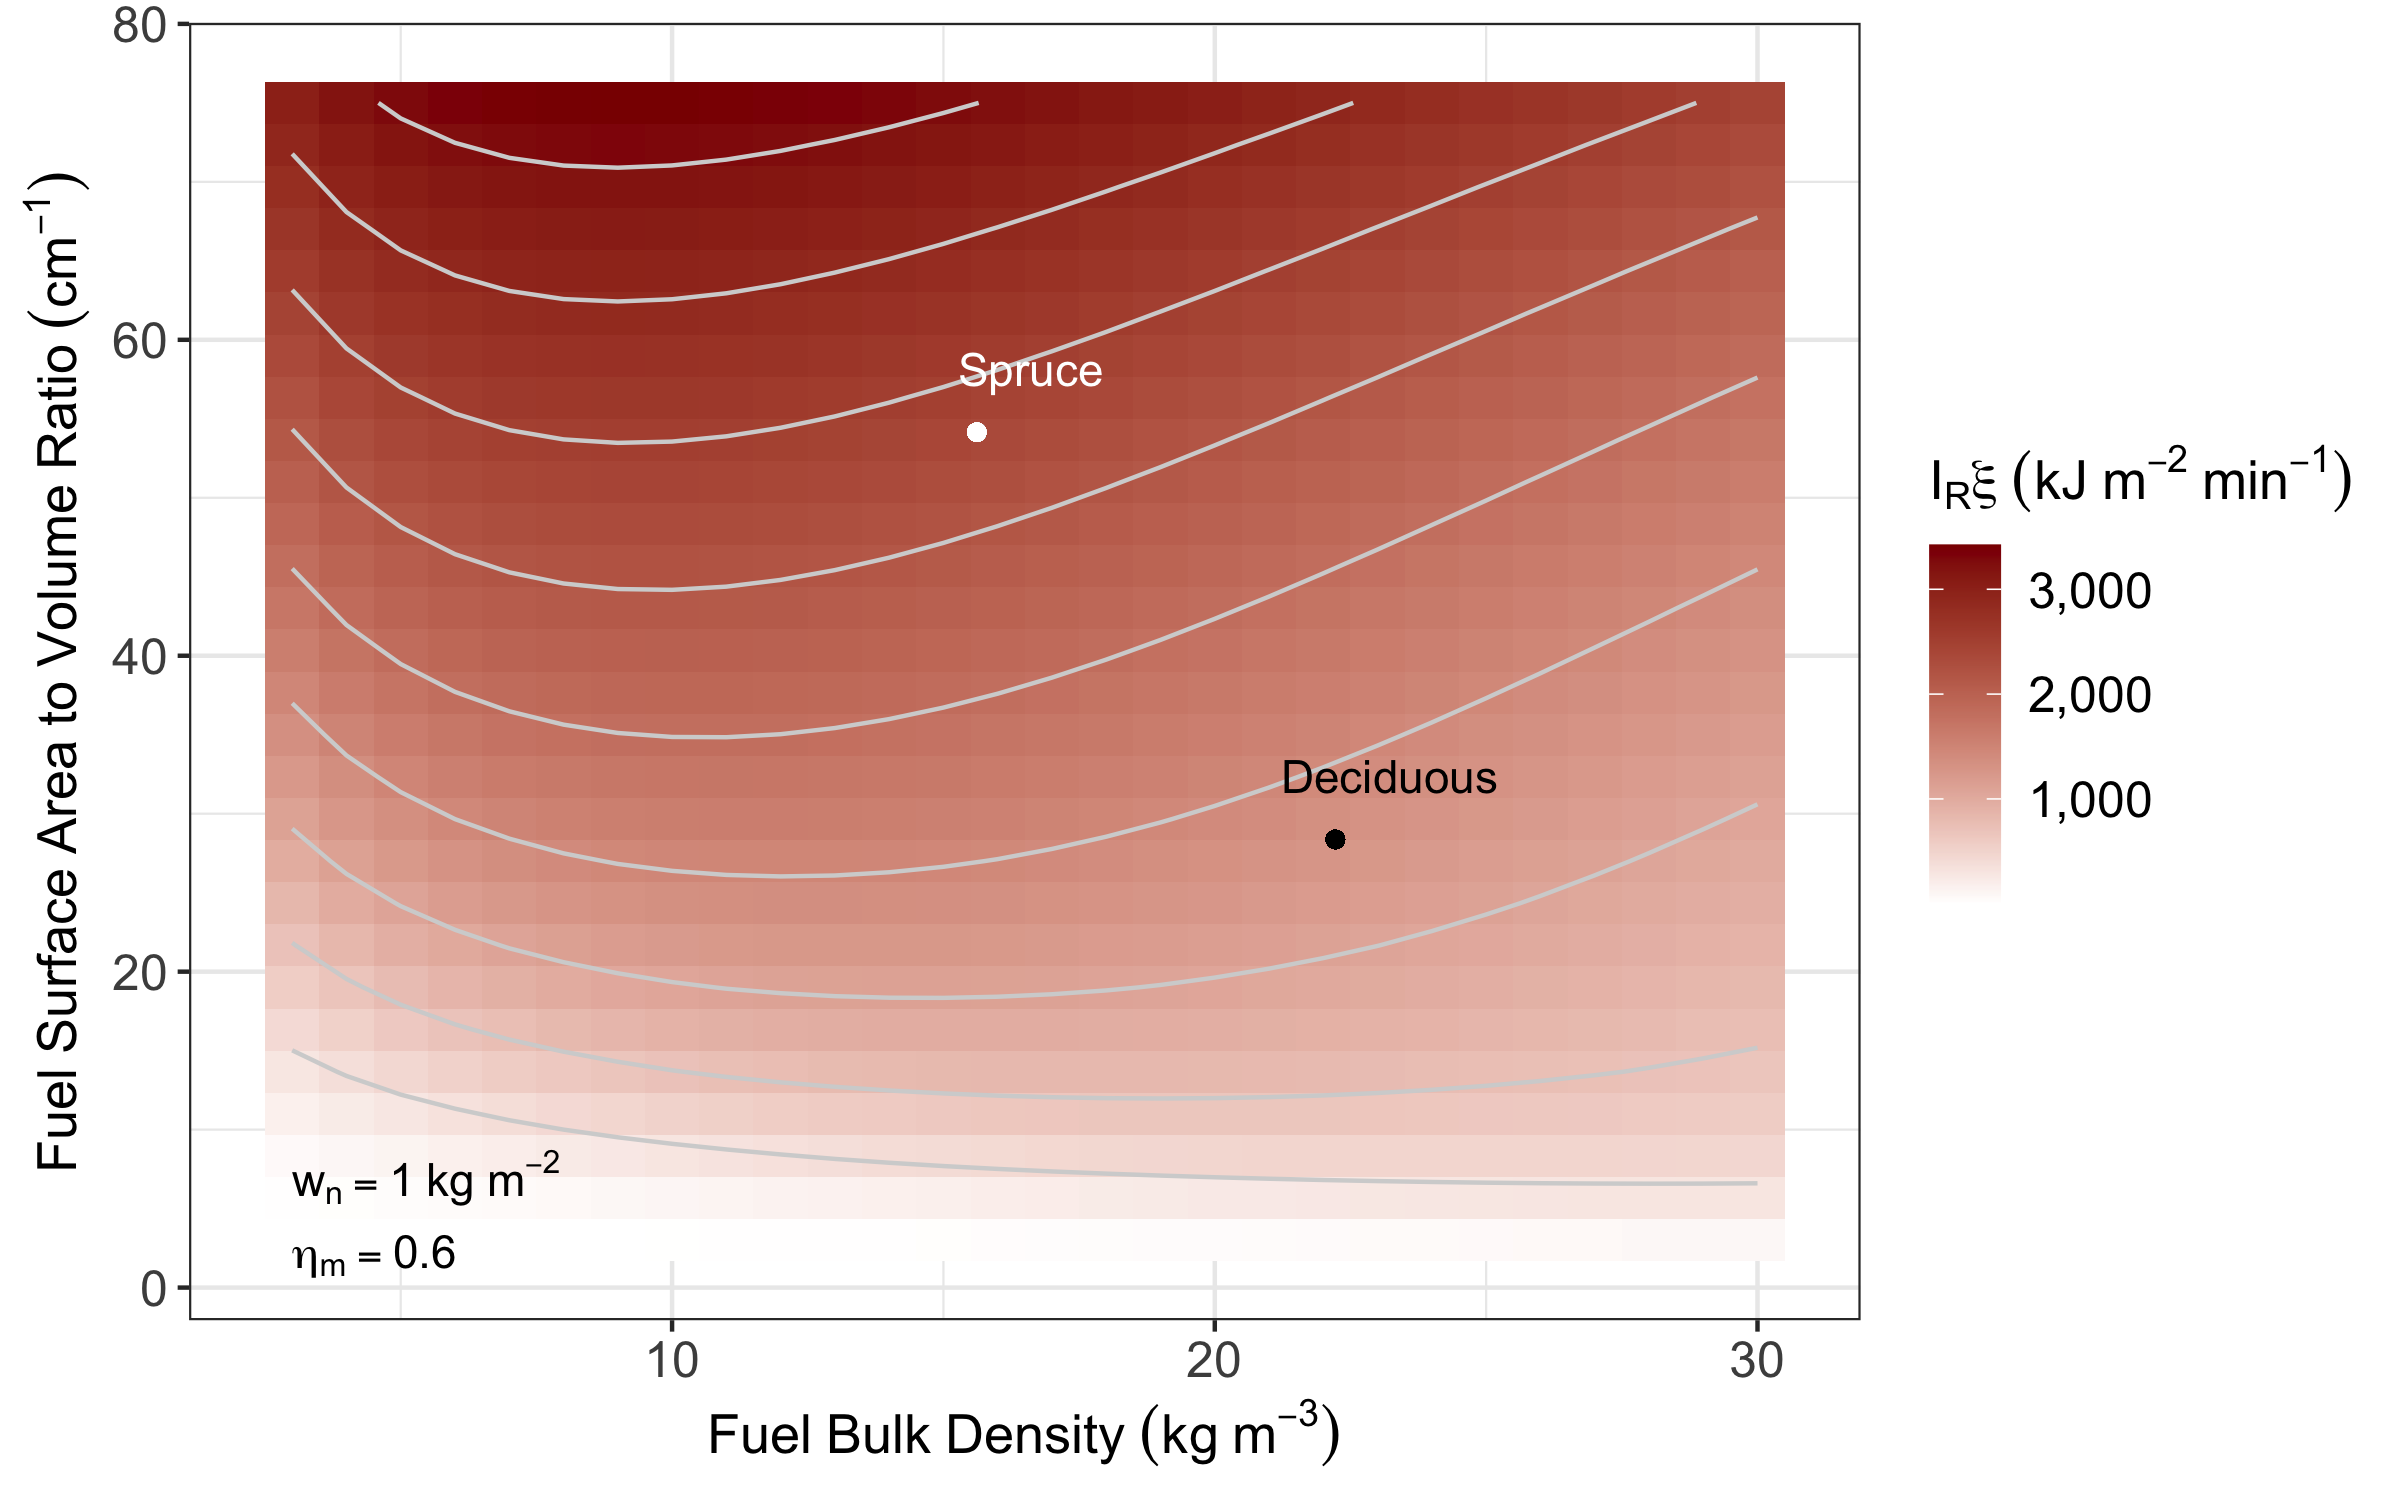 80
60
40
20
0
Fuel Surface Area to Volume Ratio (cm⁻¹)
Spruce
Deciduous
wₙ = 1 kg m⁻²
ηₘ = 0.6
10
20
30
Fuel Bulk Density (kg m⁻³)
I_Rξ (kJ m⁻² min⁻¹)
3,000
2,000
1,000